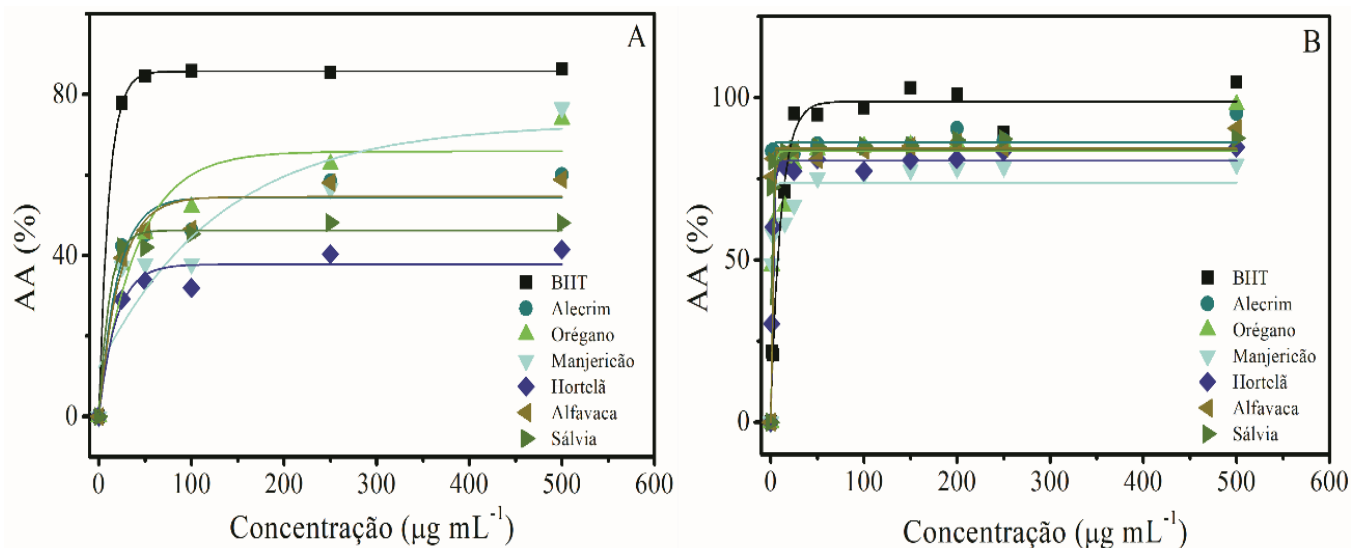 A
AA (%)
80
40
0
0
100
200
300
400
500
600
Concentração (µg mL⁻¹)
BHT
Alecrim
Orégano
Manjericão
Hortelã
Alfavaca
Sálvia
B
AA (%)
100
50
0
0
100
200
300
400
500
600
Concentração (µg mL⁻¹)
BHT
Alecrim
Orégano
Manjericão
Hortelã
Alfavaca
Sálvia